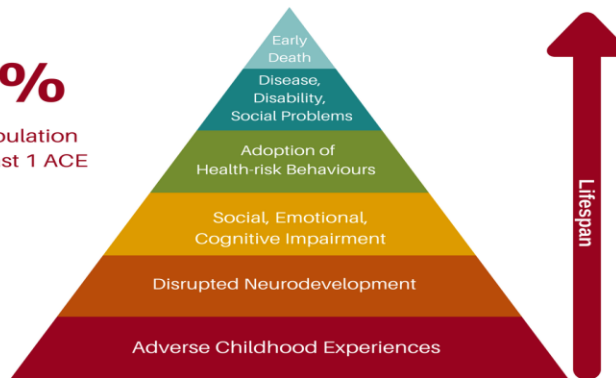 %
pulation
st 1 ACE
Early
Death
Disease,
Disability,
Social Problems
Adoption of
Health-risk Behaviours
Social, Emotional,
Cognitive Impairment
Disrupted Neurodevelopment
Adverse Childhood Experiences
Lifespan